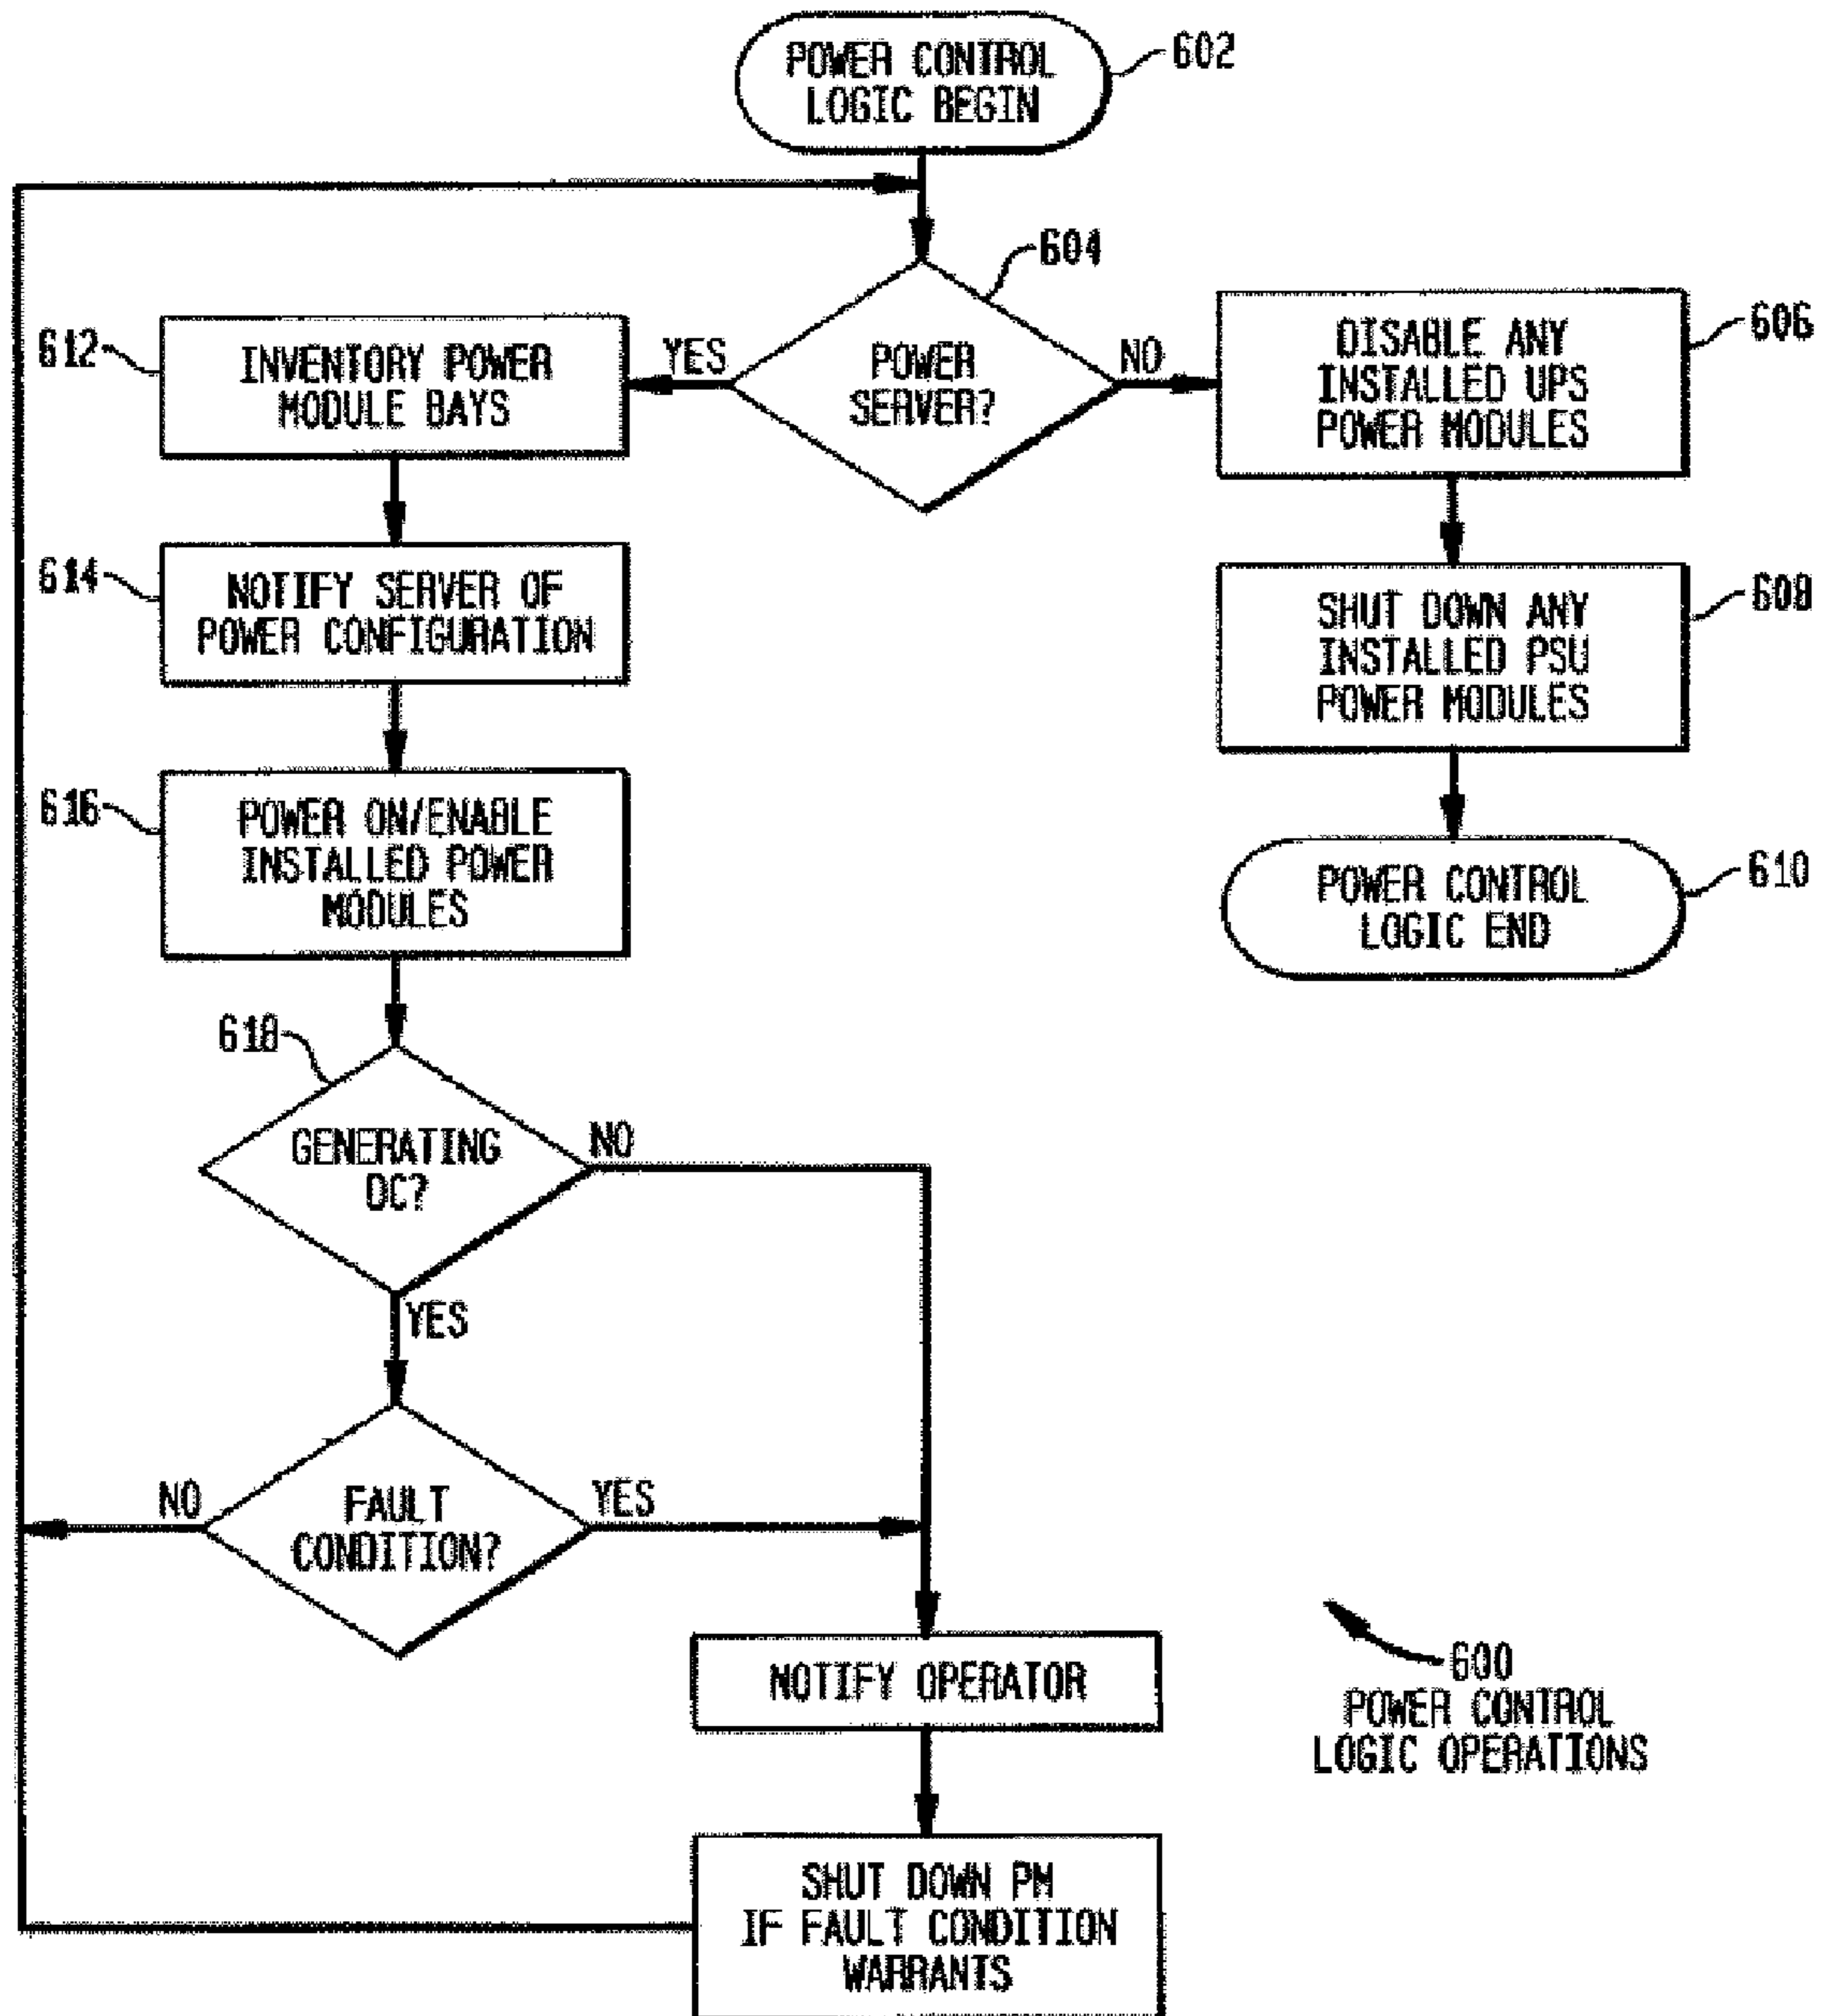 POWER CONTROL
LOGIC BEGIN
602
604
POWER
SERVER?
YES
NO
612
INVENTORY POWER
MODULE BAYS
606
DISABLE ANY
INSTALLED UPS
POWER MODULES
614
NOTIFY SERVER OF
POWER CONFIGURATION
608
SHUT DOWN ANY
INSTALLED PSU
POWER MODULES
616
POWER ON/ENABLE
INSTALLED POWER
MODULES
610
POWER CONTROL
LOGIC END
618
GENERATING
DC?
NO
YES
FAULT
CONDITION?
NO
YES
NOTIFY OPERATOR
600
POWER CONTROL
LOGIC OPERATIONS
SHUT DOWN PM
IF FAULT CONDITION
WARRANTS